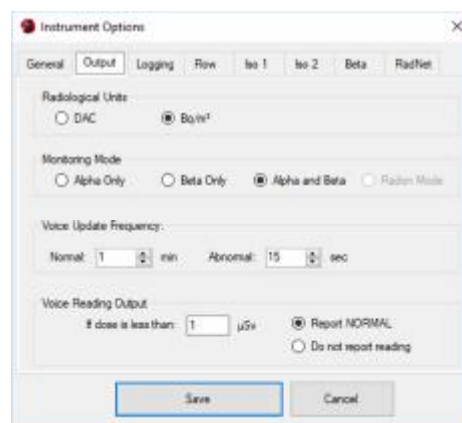 Instrument Options
General Output Logging Flow Iso 1 Iso 2 Beta RadNet
Radiological Units
DAC Bq/m³
Monitoring Mode
Alpha Only Beta Only Alpha and Beta Radon Mode
Voice Update Frequency:
Normal: 1 min Abnormal: 15 sec
Voice Reading Output
If dose is less than: 1 µSv Report NORMAL
Do not report reading
Save Cancel